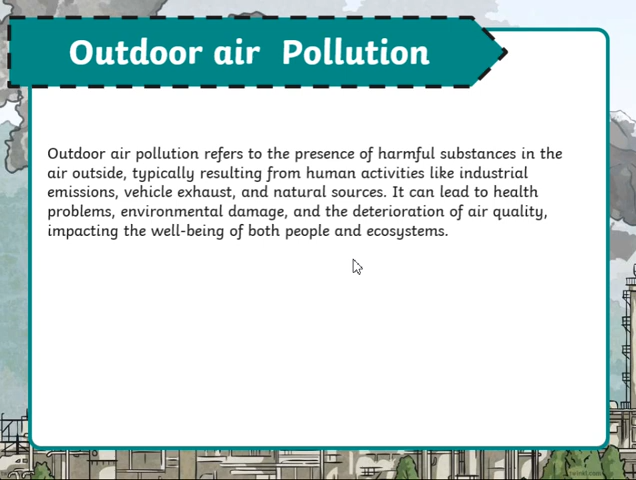 Outdoor air  Pollution
Outdoor air pollution refers to the presence of harmful substances in the
air outside, typically resulting from human activities like industrial
emissions, vehicle exhaust, and natural sources. It can lead to health
problems, environmental damage, and the deterioration of air quality,
impacting the well-being of both people and ecosystems.